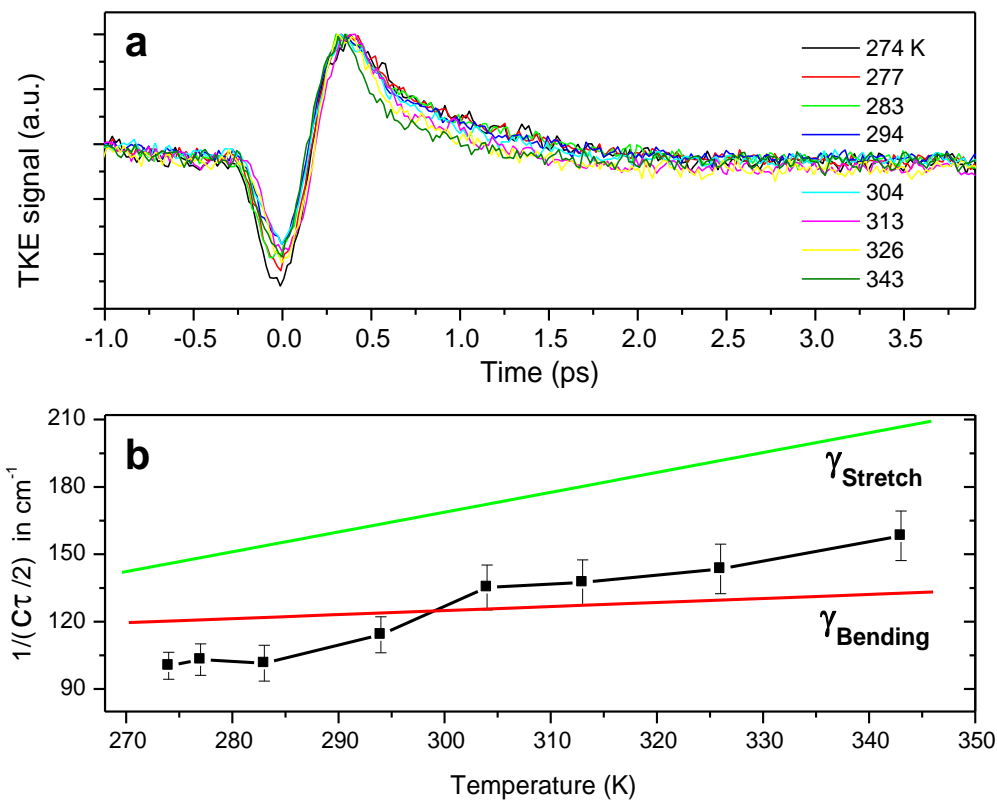 a
TKE signal (a.u.)
274 K
277
283
294
304
313
326
343
-1.0 -0.5 0.0 0.5 1.0 1.5 2.0 2.5 3.0 3.5
Time (ps)
b
1/(cτ/2) in cm⁻¹
210
180
150
120
90
γStretch
γBending
270 280 290 300 310 320 330 340 350
Temperature (K)